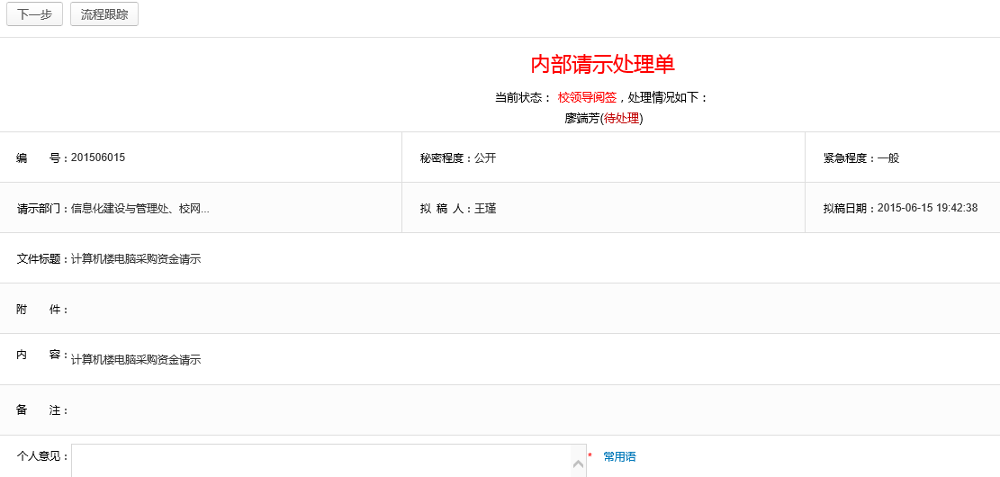 下一步 流程跟踪
内部请示处理单
当前状态： 校领导阅签，处理情况如下：
廖端芳(待处理)
编 号：201506015 秘密程度：公开 紧急程度：一般
请示部门：信息化建设与管理处、校网... 拟 稿 人：王瑾 拟稿日期：2015-06-15 19:42:38
文件标题：计算机楼电脑采购资金请示
附 件：
内 容：计算机楼电脑采购资金请示
备 注：
个人意见： * 常用语